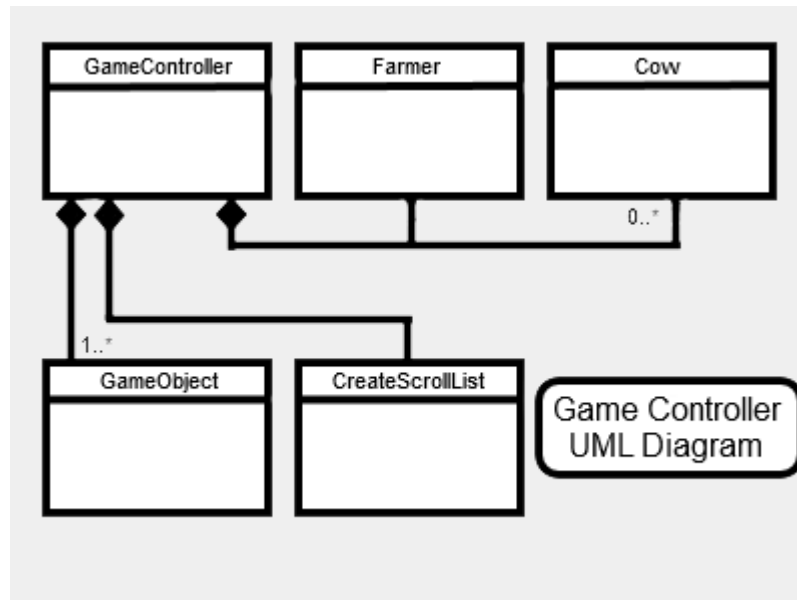 GameController
Farmer
Cow
0..*
1..*
GameObject
CreateScrollList
Game Controller
UML Diagram